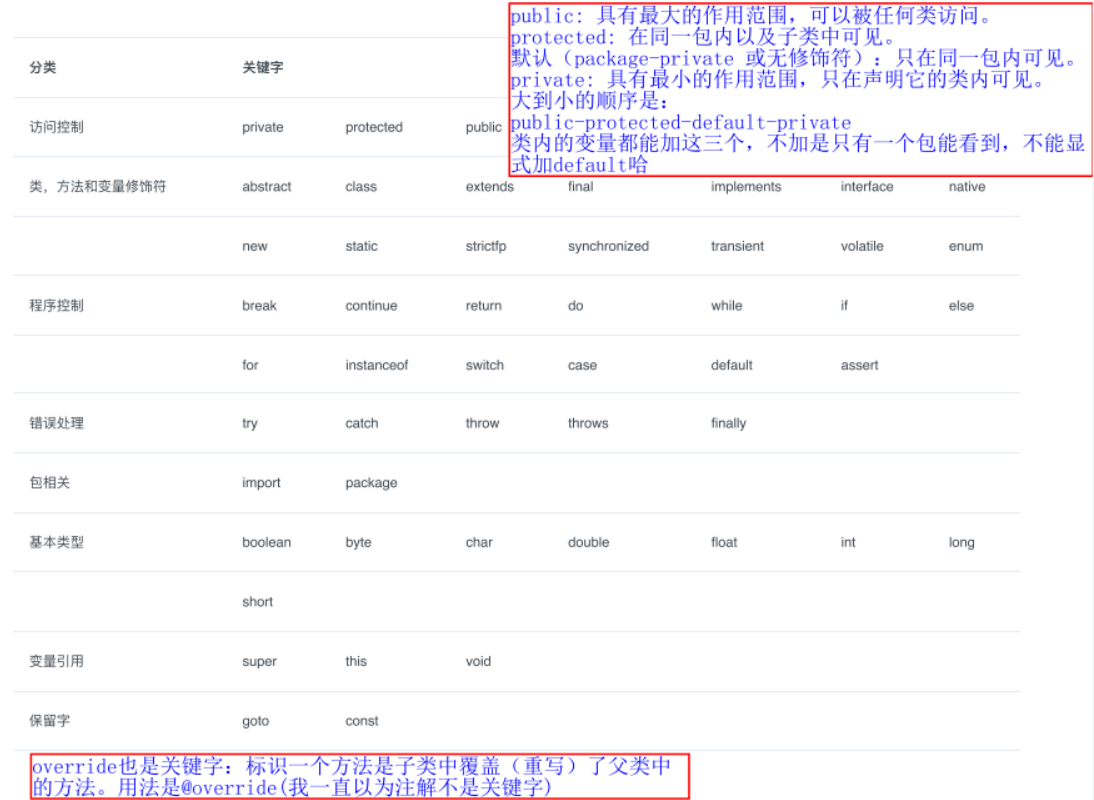 public: 具有最大的作用范围，可以被任何类访问。
protected: 在同一包内以及子类中可见。
默认（package-private 或无修饰符）: 只在同一包内可见。
private: 具有最小的作用范围，只在声明它的类内可见。
大到小的顺序是：
public-protected-default-private
类内的变量都能加这三个，不加是只有一个包能看到，不能显
式加default哈
分类 关键字
访问控制 private protected public
类，方法和变量修饰符 abstract class extends final implements interface native
new static strictfp synchronized transient volatile enum
程序控制 break continue return do while if else
for instanceof switch case default assert
错误处理 try catch throw throws finally
包相关 import package
基本类型 boolean byte char double float int long
short
变量引用 super this void
保留字 goto const
override也是关键字：标识一个方法是子类中覆盖（重写）了父类中
的方法。用法是@override(我一直以为注解不是关键字)